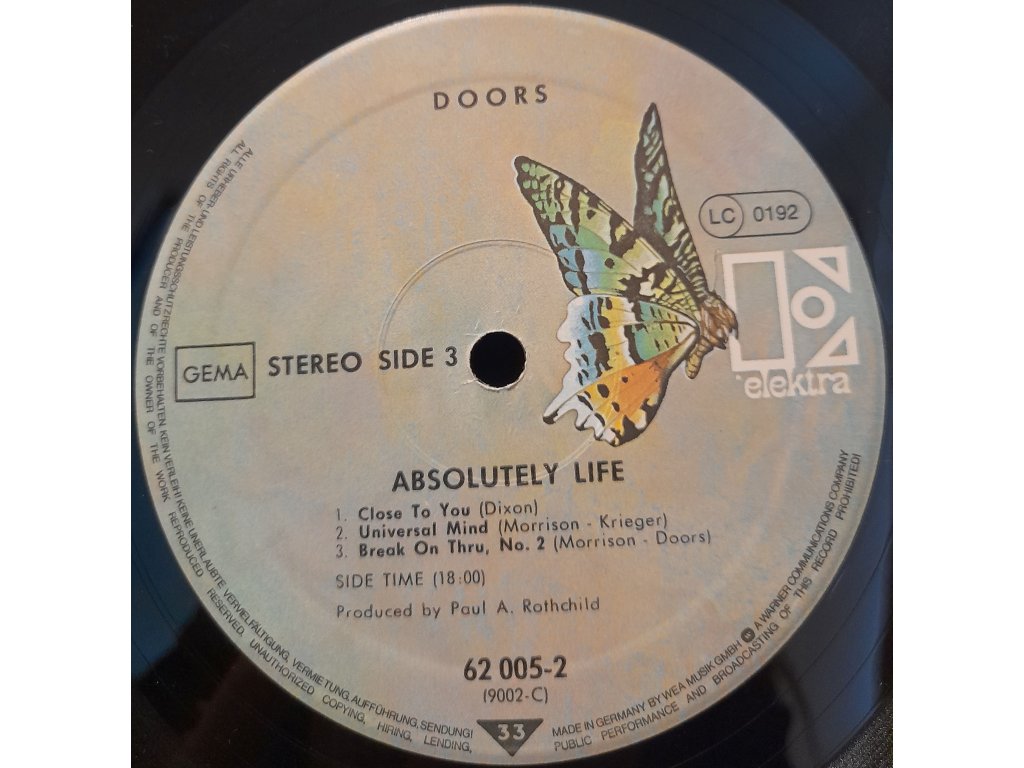 DOORS
LC 0192
elektra
GEMA
STEREO SIDE 3
ABSOLUTELY LIFE
1. Close To You (Dixon)
2. Universal Mind (Morrison - Krieger)
3. Break On Thru, No. 2 (Morrison - Doors)
SIDE TIME (18:00)
Produced by Paul A. Rothchild
62 005-2
(9002-C)
33
ALLE URHEBER- UND LEISTUNGSSCHUTZRECHTE VORBEHALTEN. KEIN VERLEIH! KEINE UNERLAUBTE VERVIELFÄLTIGUNG, VERMIETUNG, AUFFÜHRUNG, SENDUNG!
ALL RIGHTS OF THE PRODUCER AND OF THE OWNER OF THE WORK REPRODUCED RESERVED. UNAUTHORIZED COPYING, HIRING, LENDING,
MADE IN GERMANY BY WEA MUSIK GMBH A WARNER COMMUNICATIONS COMPANY
PUBLIC PERFORMANCE AND BROADCASTING OF THIS RECORD PROHIBITED!